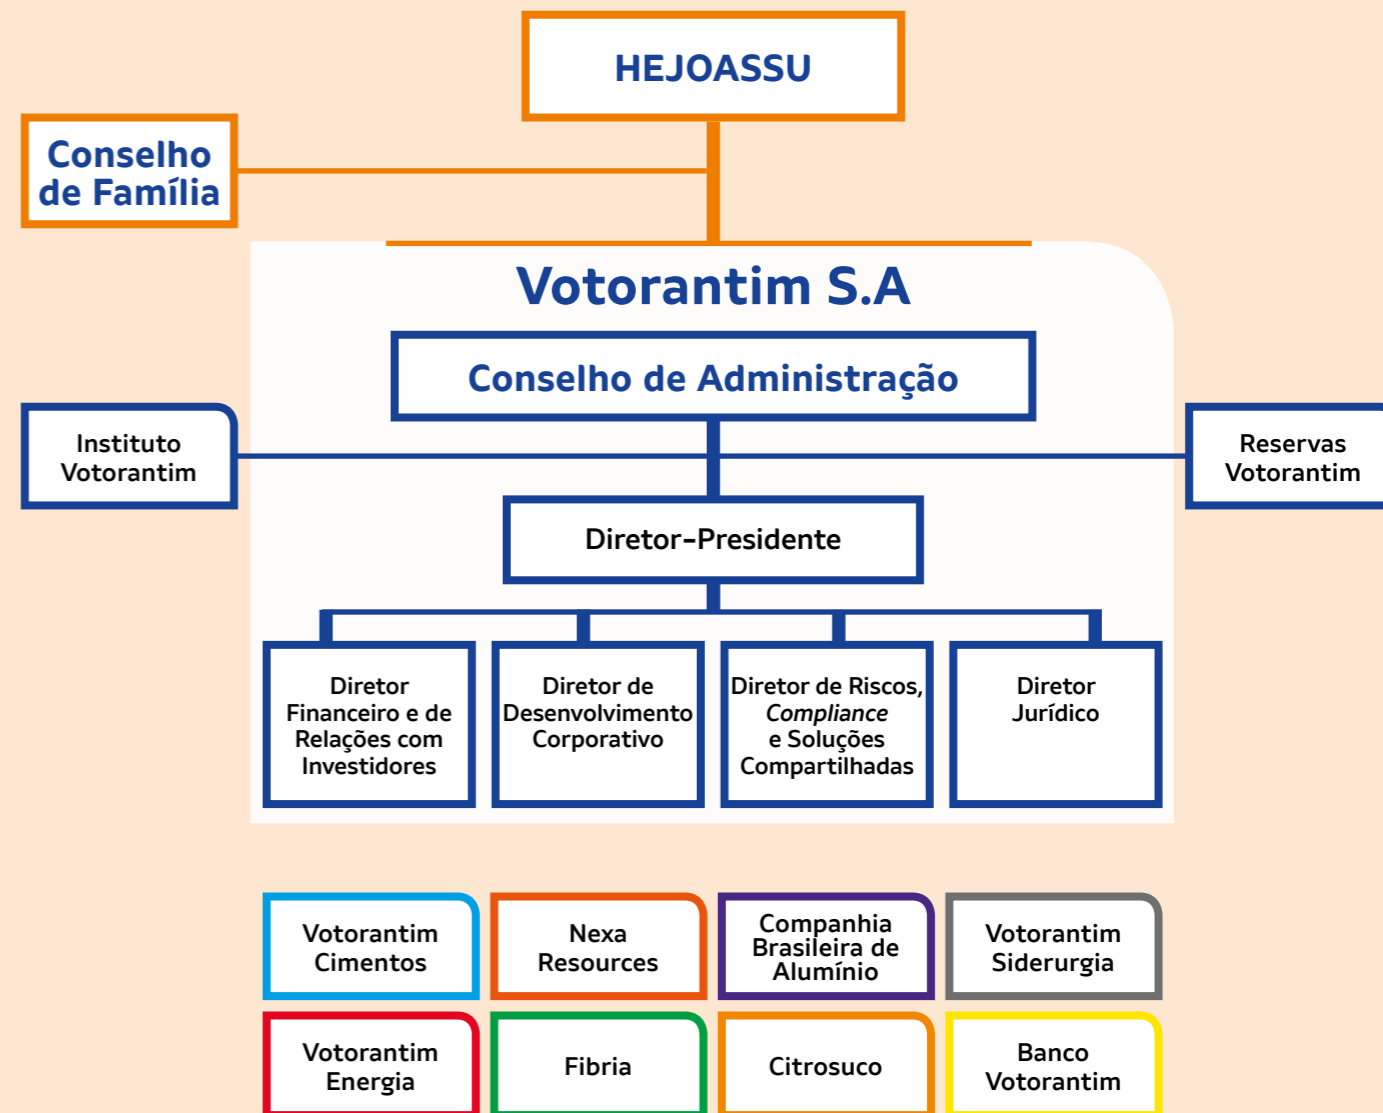 HEJOASSU
Conselho
de Família
Votorantim S.A
Conselho de Administração
Instituto
Votorantim
Reservas
Votorantim
Diretor-Presidente
Diretor
Financeiro e de
Relações com
Investidores
Diretor de
Desenvolvimento
Corporativo
Diretor de Riscos,
Compliance
e Soluções
Compartilhadas
Diretor
Jurídico
Votorantim
Cimentos
Nexa
Resources
Companhia
Brasileira de
Alumínio
Votorantim
Siderurgia
Votorantim
Energia
Fibria
Citrosuco
Banco
Votorantim